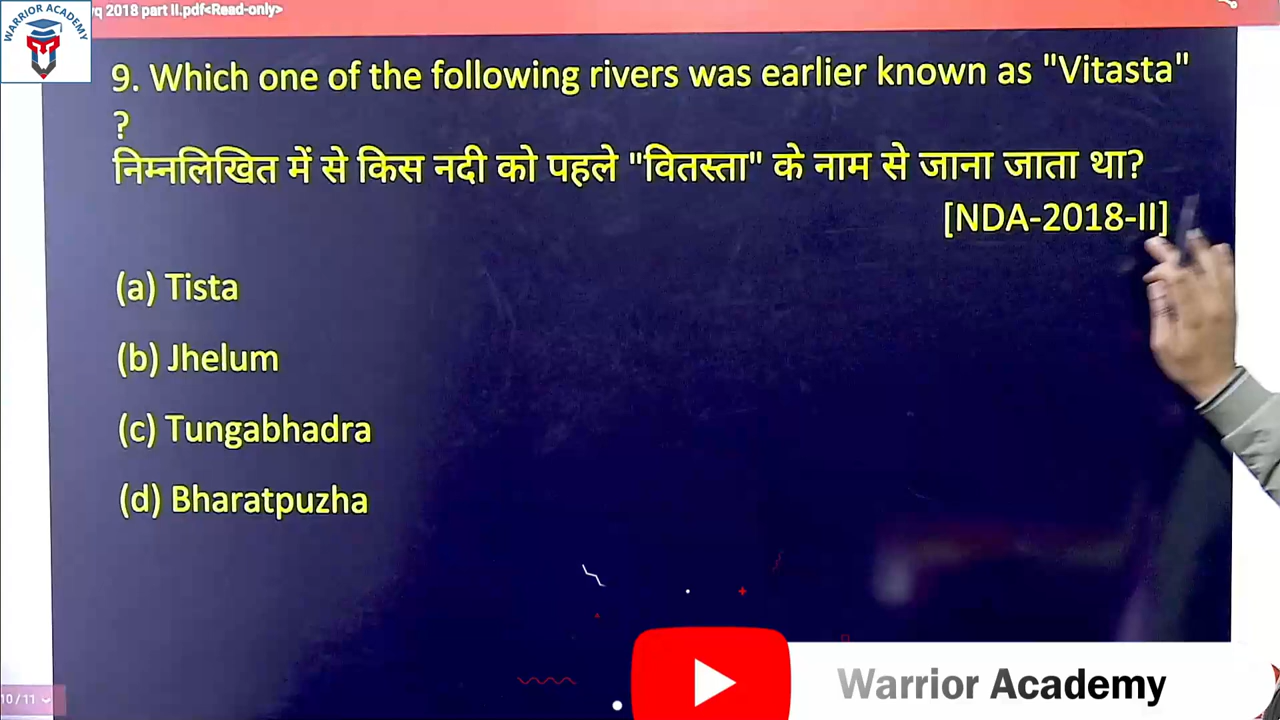 WARRIOR ACADEMY
yq 2018 part II.pdf<Read-only>
9. Which one of the following rivers was earlier known as "Vitasta"
?
निम्नलिखित में से किस नदी को पहले "वितस्ता" के नाम से जाना जाता था?
[NDA-2018-II]
(a) Tista
(b) Jhelum
(c) Tungabhadra
(d) Bharatpuzha
10/11
Warrior Academy